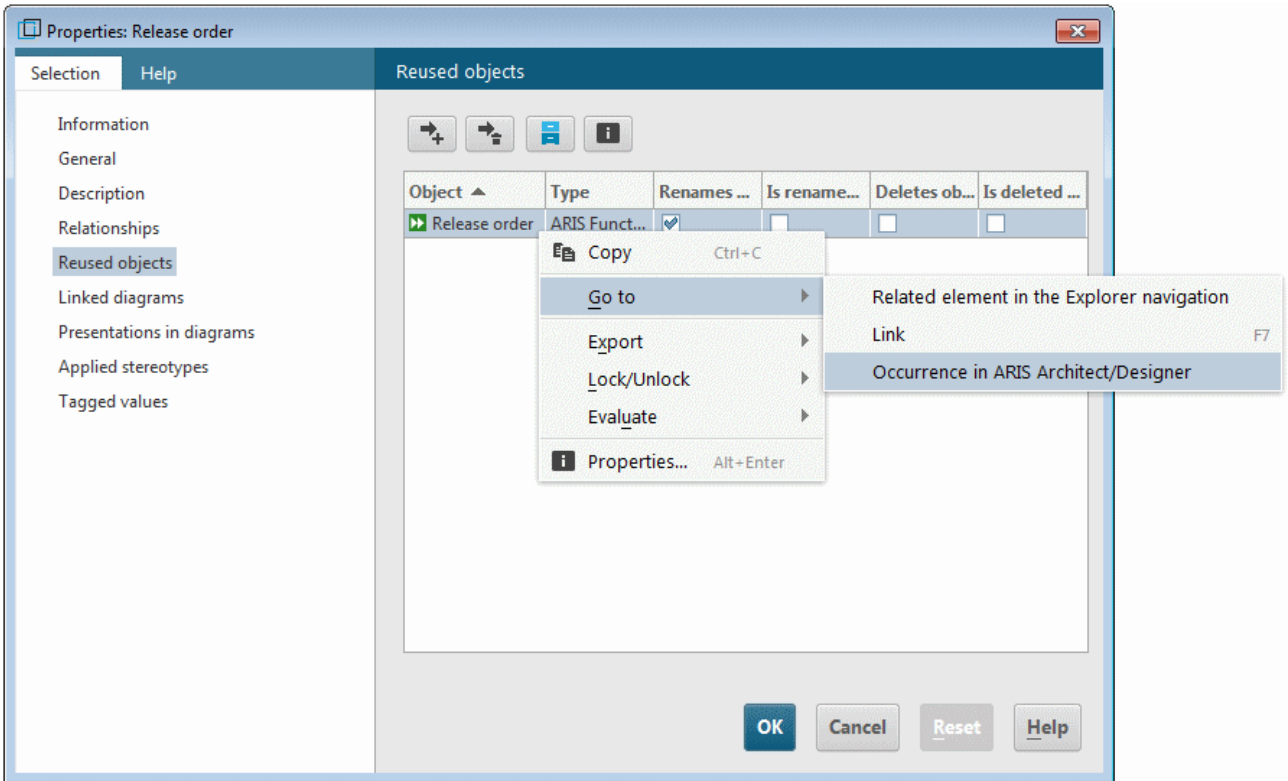 Properties: Release order
Selection Help
Reused objects
Information
General
Description
Relationships
Reused objects
Linked diagrams
Presentations in diagrams
Applied stereotypes
Tagged values
Object Type Renames ... Is rename... Deletes ob... Is deleted ...
Release order ARIS Funct...
Copy Ctrl+C
Go to
Export
Lock/Unlock
Evaluate
Properties... Alt+Enter
Related element in the Explorer navigation
Link F7
Occurrence in ARIS Architect/Designer
OK Cancel Reset Help